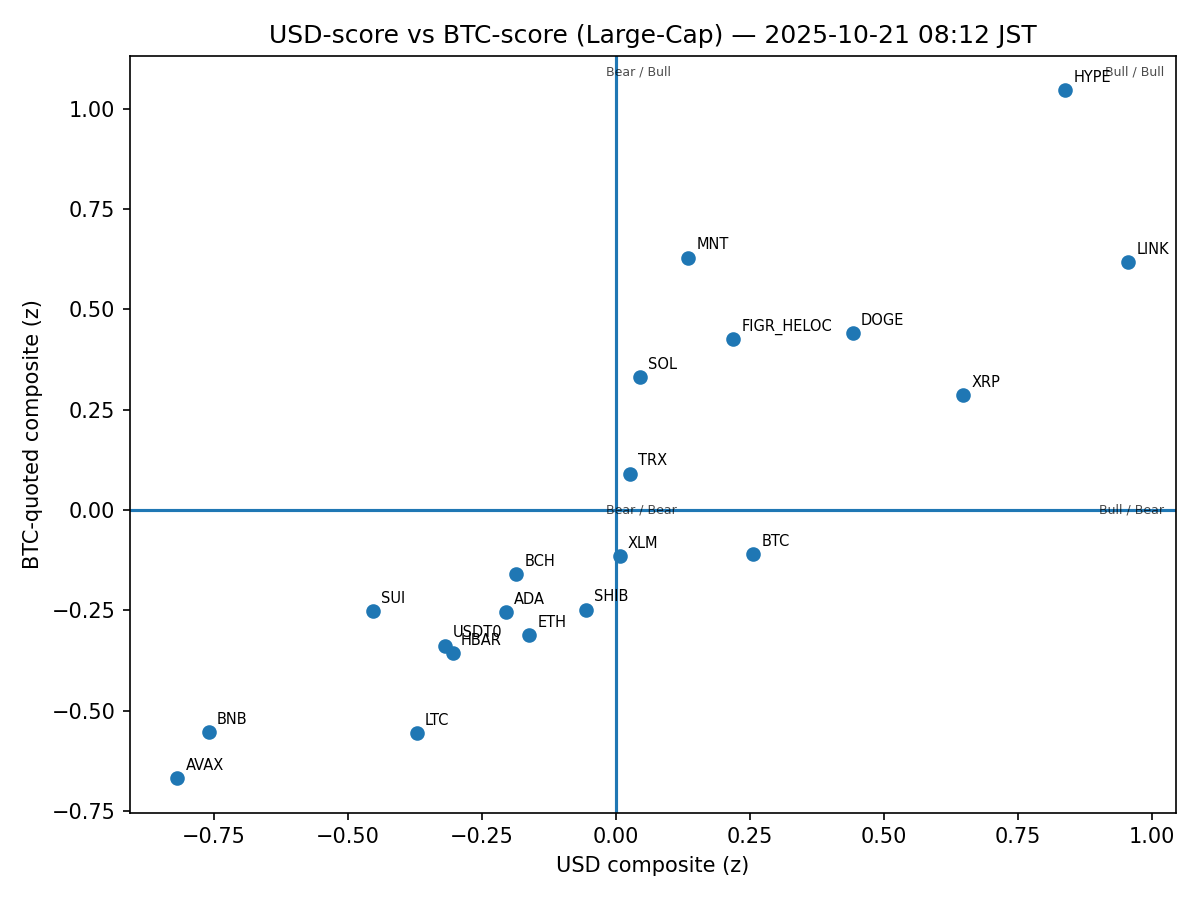 USD-score vs BTC-score (Large-Cap) — 2025-10-21 08:12 JST
Bear / Bull
Bull / Bull
HYPE
1.00
0.75
MNT
LINK
0.50
FIGR_HELOC
DOGE
SOL
XRP
0.25
TRX
0.00
Bear / Bear
Bull / Bear
XLM
BTC
BCH
SUI
ADA
SHIB
−0.25
ETH
USDT0
HBAR
−0.50
BNB
LTC
AVAX
−0.75
BTC-quoted composite (z)
−0.75
−0.50
−0.25
0.00
0.25
0.50
0.75
1.00
USD composite (z)